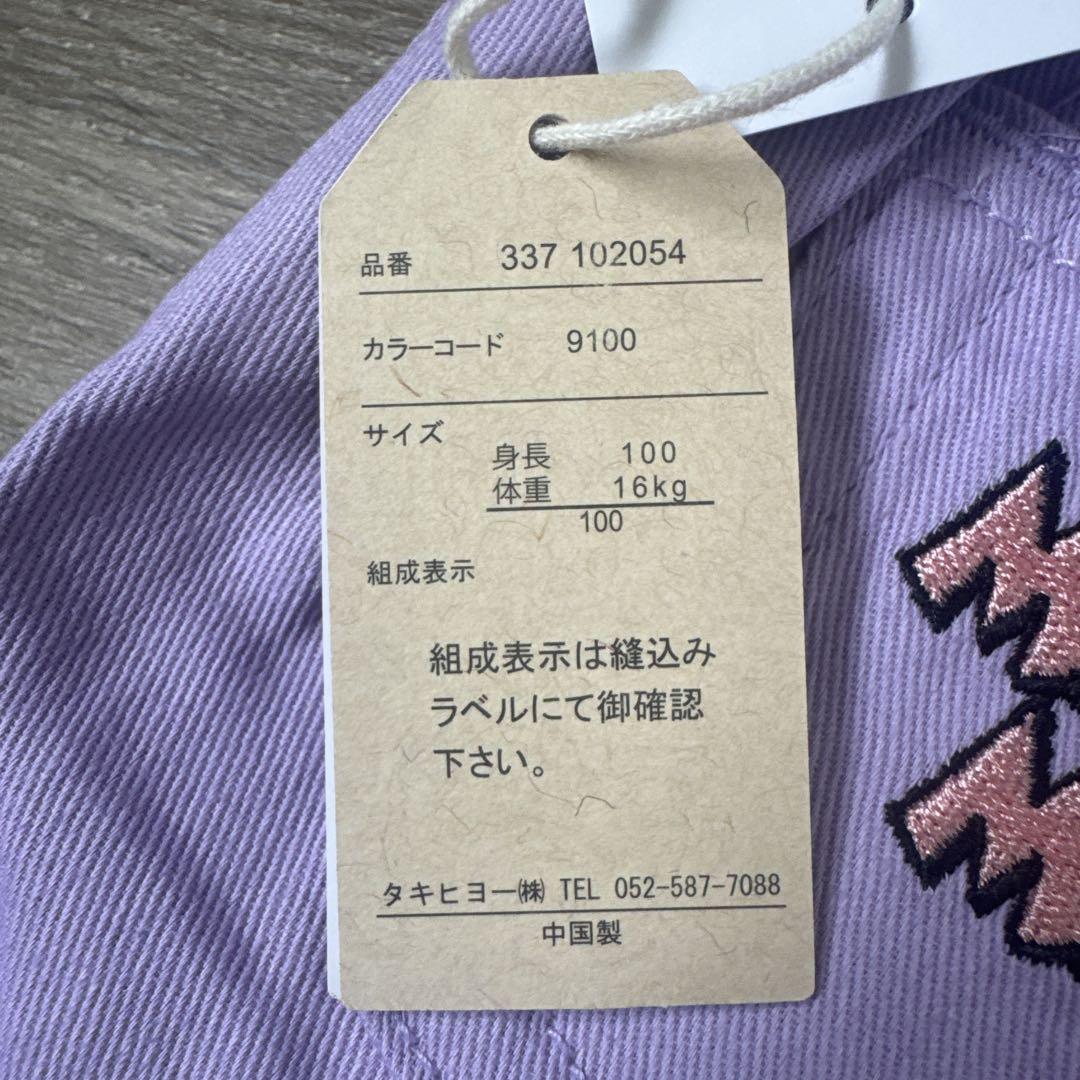 品番 337 102054
カラーコード 9100
サイズ
身長 100
体重 16kg
100
組成表示
組成表示は縫込み
ラベルにて御確認
下さい。
タキヒヨー㈱ TEL 052-587-7088
中国製